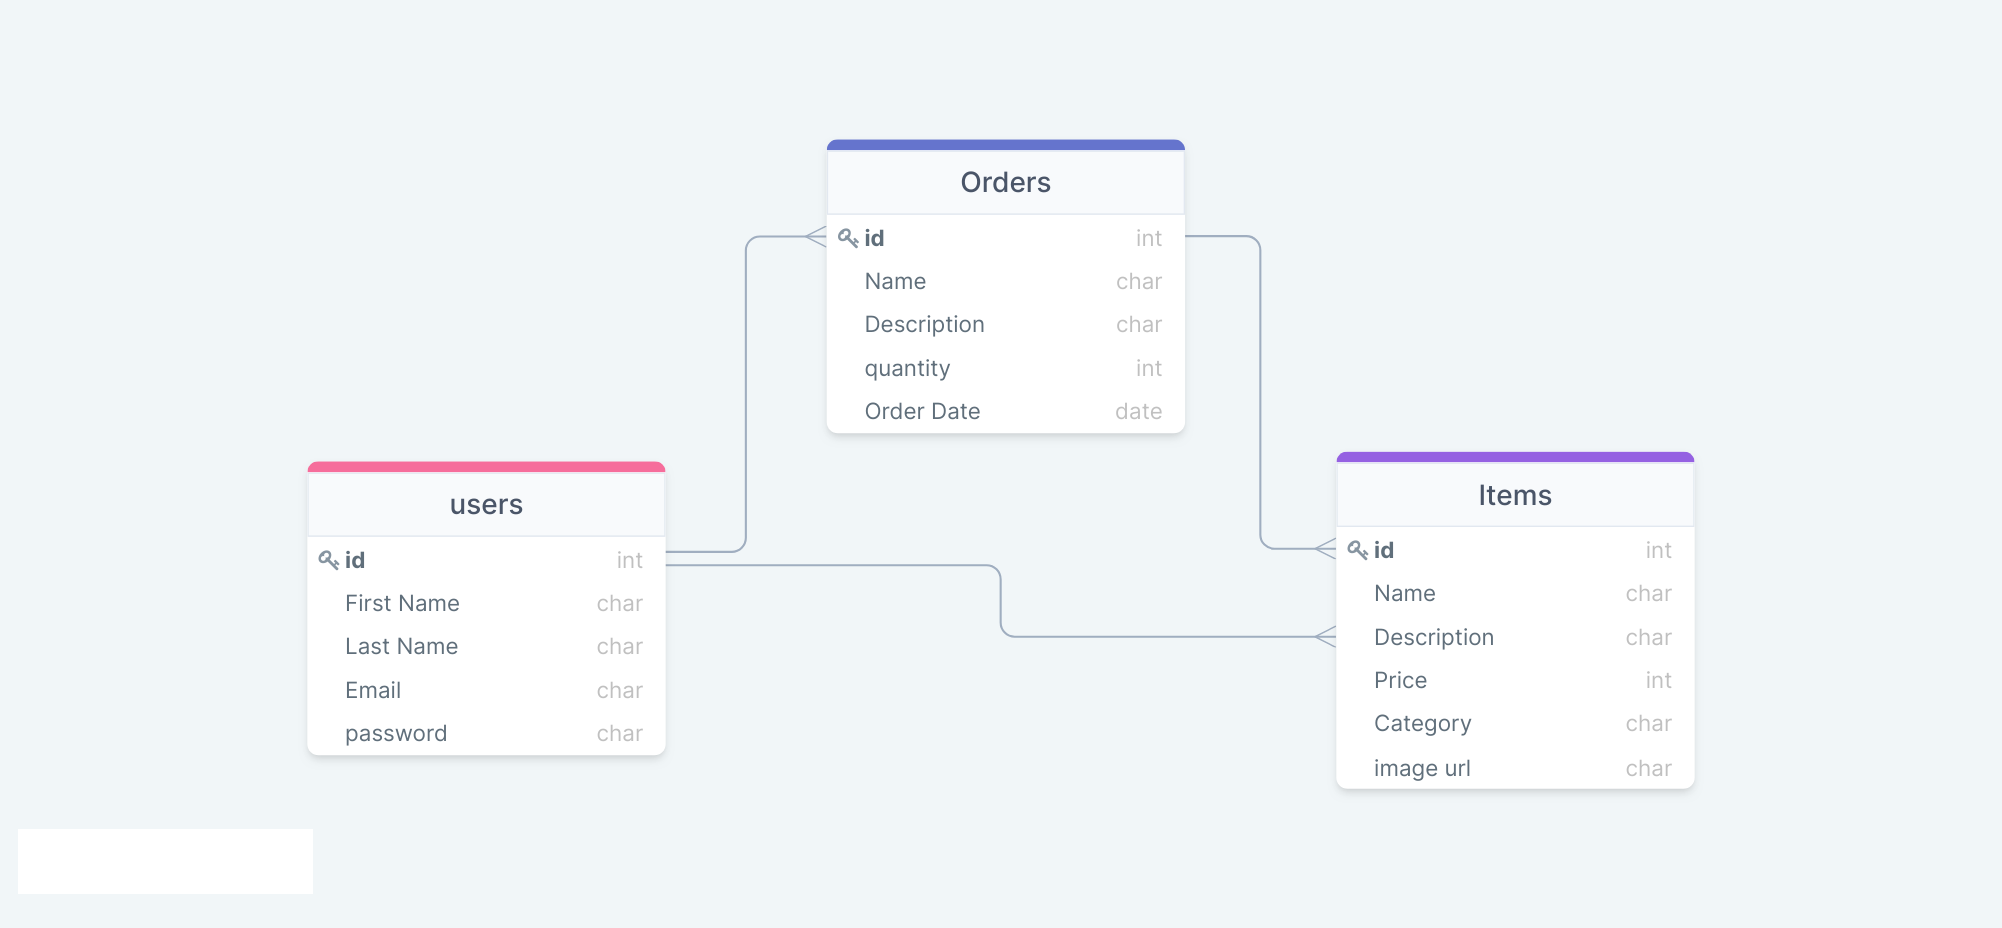 Orders
id int
Name char
Description char
quantity int
Order Date date
users
id int
First Name char
Last Name char
Email char
password char
Items
id int
Name char
Description char
Price int
Category char
image url char